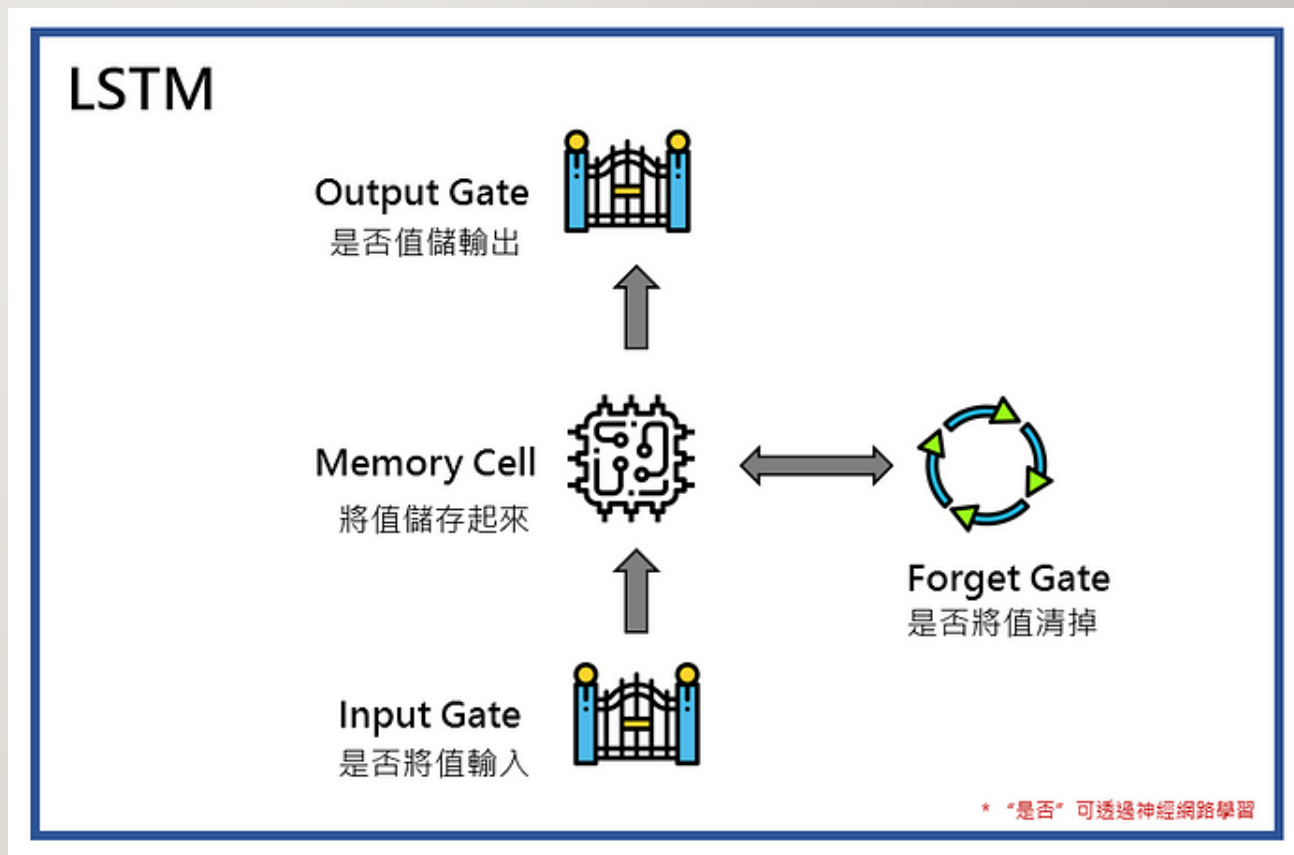 LSTM
Output Gate
是否值儲輸出
Memory Cell
將值儲存起來
Forget Gate
是否將值清掉
Input Gate
是否將值輸入
* “是否” 可透過神經網路學習